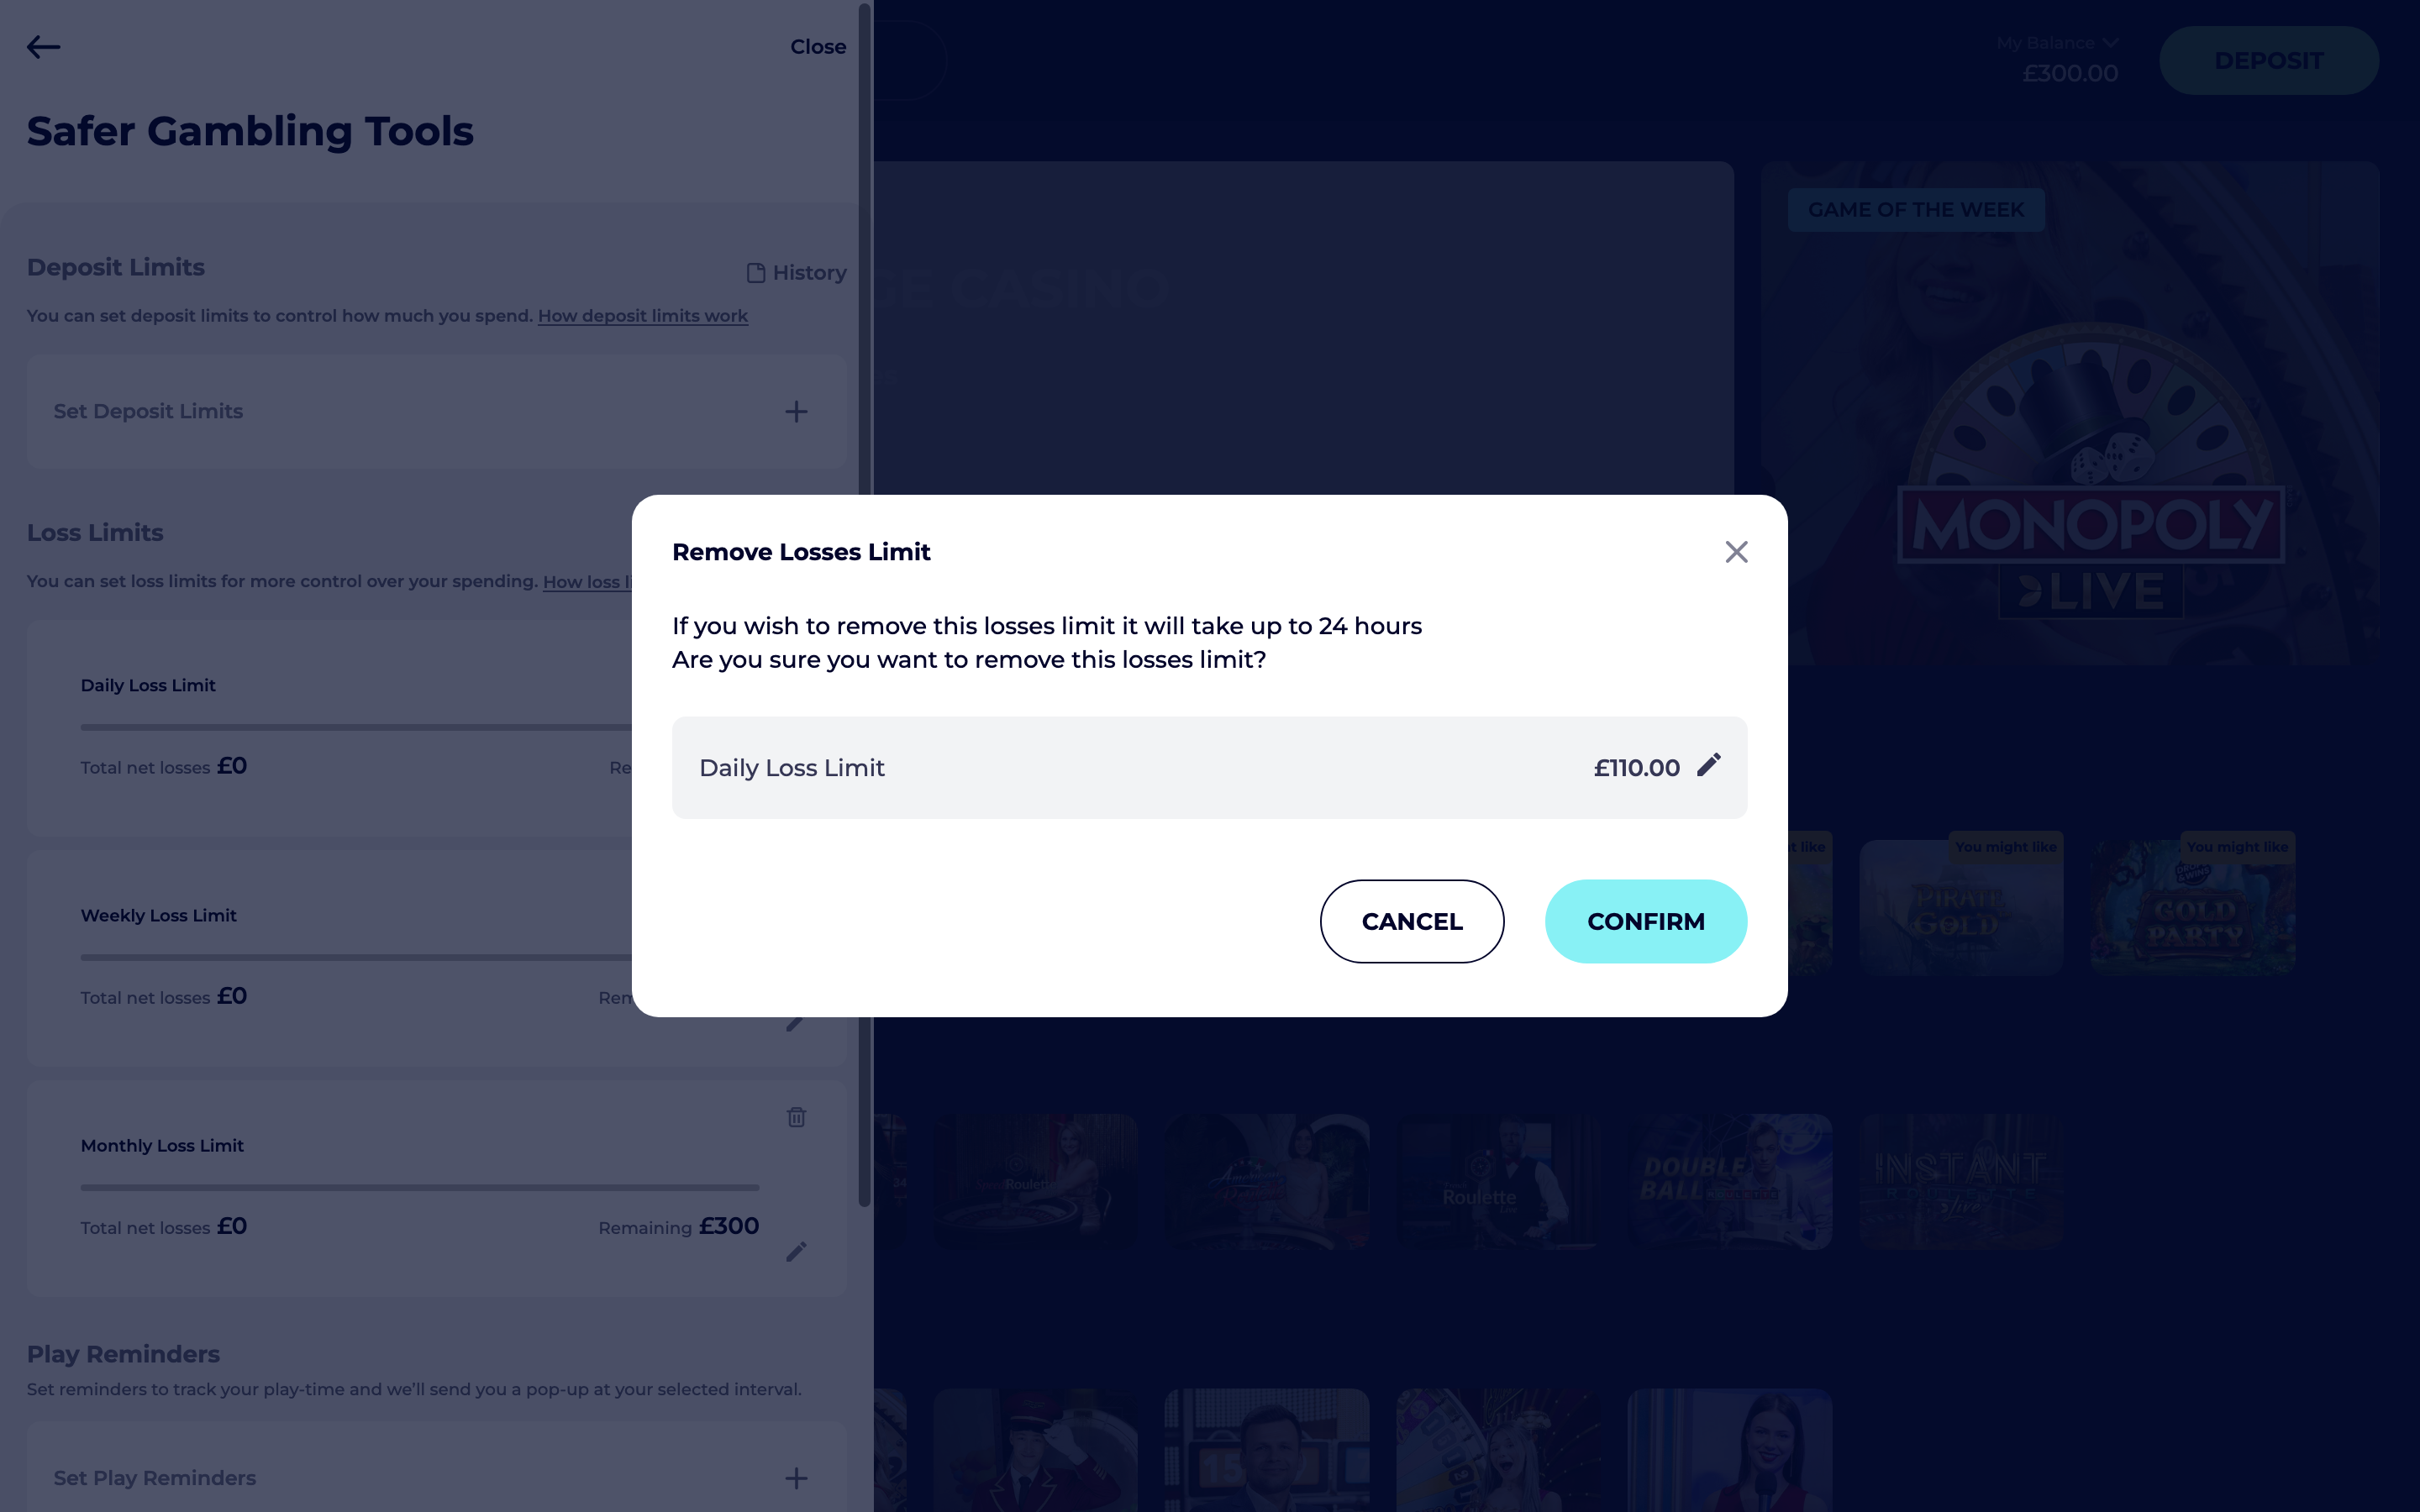 Close
Safer Gambling Tools
Deposit Limits
History
You can set deposit limits to control how much you spend. How deposit limits work
Set Deposit Limits
Loss Limits
You can set loss limits for more control over your spending. How loss
Daily Loss Limit
Total net losses £0
Weekly Loss Limit
Total net losses £0
Monthly Loss Limit
Total net losses £0 Remaining £300
Play Reminders
Set reminders to track your play-time and we'll send you a pop-up at your selected interval.
Set Play Reminders
My Balance
£300.00
DEPOSIT
CASINO
GAME OF THE WEEK
MONOPOLY
LIVE
Remove Losses Limit
If you wish to remove this losses limit it will take up to 24 hours
Are you sure you want to remove this losses limit?
Daily Loss Limit £110.00
CANCEL CONFIRM
like
You might like
You might like
PIRATE
GOLD
GOLD
PARTY
Roulette
Roulette
Live
DOUBLE
BALL
INSTANT